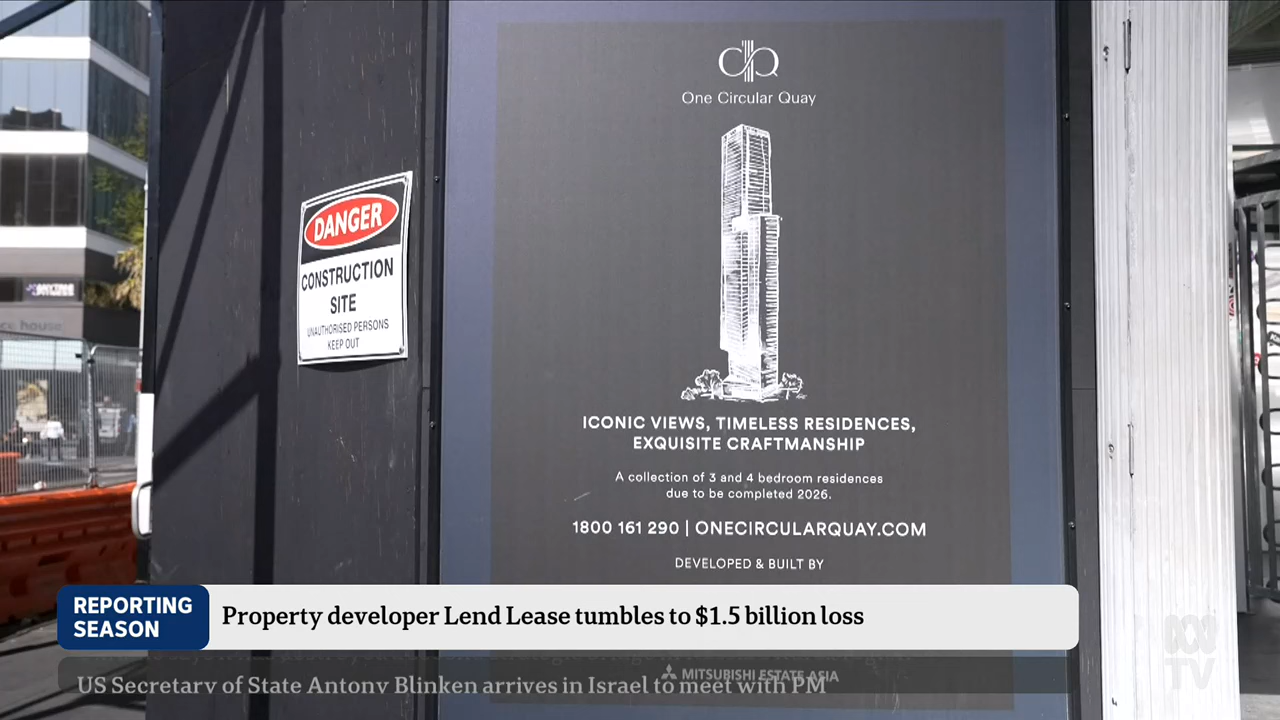 One Circular Quay
DANGER
CONSTRUCTION
SITE
UNAUTHORISED PERSONS
KEEP OUT
ce house
ICONIC VIEWS, TIMELESS RESIDENCES,
EXQUISITE CRAFTMANSHIP
A collection of 3 and 4 bedroom residences
due to be completed 2026.
1800 161 290 | ONECIRCULARQUAY.COM
DEVELOPED & BUILT BY
REPORTING
SEASON
Property developer Lend Lease tumbles to $1.5 billion loss
MITSUBISHI ESTATE ASIA
US Secretary of State Antony Blinken arrives in Israel to meet with PM
TV